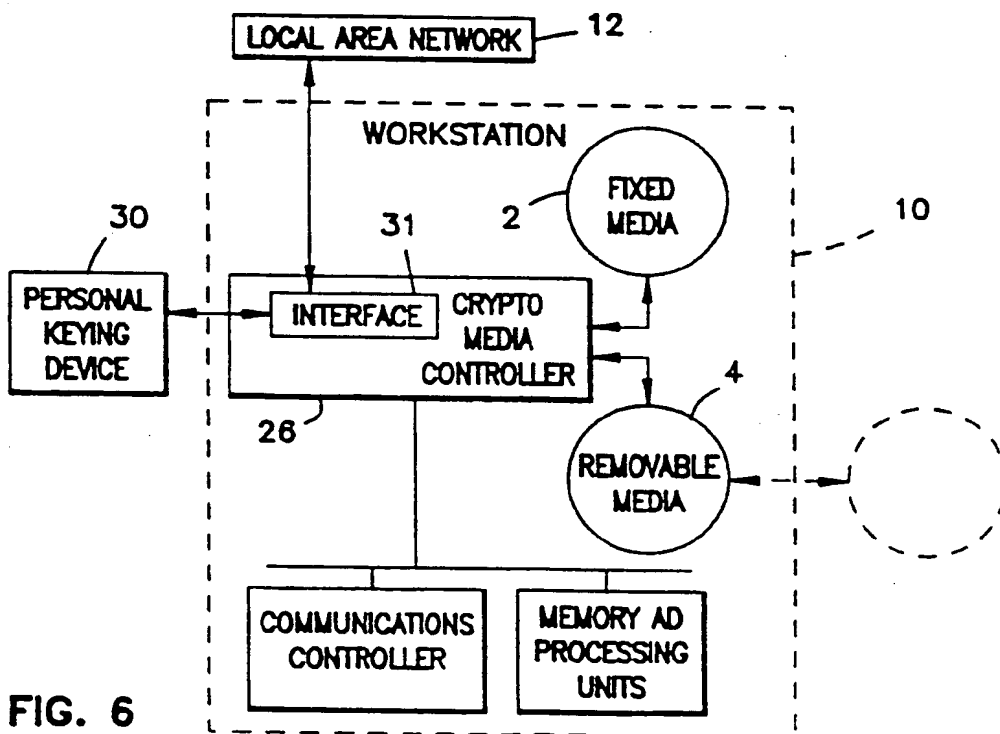 LOCAL AREA NETWORK
12
WORKSTATION
FIXED
MEDIA
2
10
30
31
PERSONAL
KEYING
DEVICE
INTERFACE
CRYPTO
MEDIA
CONTROLLER
26
4
REMOVABLE
MEDIA
COMMUNICATIONS
CONTROLLER
MEMORY AD
PROCESSING
UNITS
FIG. 6